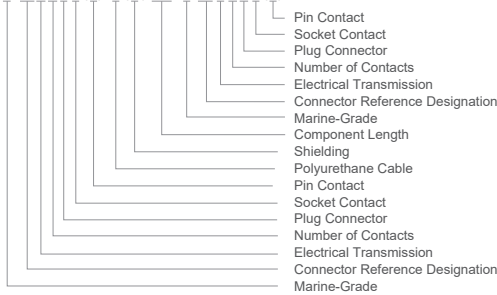 Pin Contact
Socket Contact
Plug Connector
Number of Contacts
Electrical Transmission
Connector Reference Designation
Marine-Grade
Component Length
Shielding
Polyurethane Cable
Pin Contact
Socket Contact
Plug Connector
Number of Contacts
Electrical Transmission
Connector Reference Designation
Marine-Grade